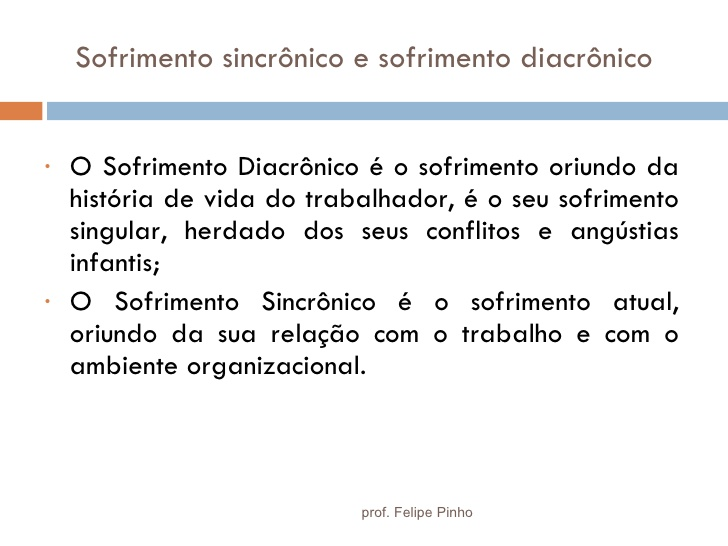 Sofrimento sincrônico e sofrimento diacrônico
• O Sofrimento Diacrônico é o sofrimento oriundo da
história de vida do trabalhador, é o seu sofrimento
singular, herdado dos seus conflitos e angústias
infantis;
• O Sofrimento Sincrônico é o sofrimento atual,
oriundo da sua relação com o trabalho e com o
ambiente organizacional.
prof. Felipe Pinho